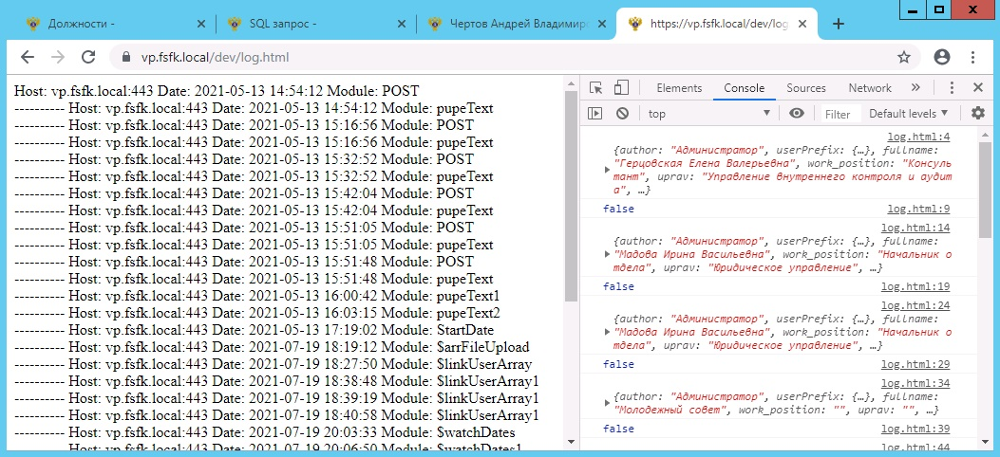 Должности -
SQL запрос -
Чертов Андрей Владимиро
https://vp.fsfk.local/dev/log
vp.fsfk.local/dev/log.html
Host: vp.fsfk.local:443 Date: 2021-05-13 14:54:12 Module: POST
---------- Host: vp.fsfk.local:443 Date: 2021-05-13 14:54:12 Module: pupeText
---------- Host: vp.fsfk.local:443 Date: 2021-05-13 15:16:56 Module: POST
---------- Host: vp.fsfk.local:443 Date: 2021-05-13 15:16:56 Module: pupeText
---------- Host: vp.fsfk.local:443 Date: 2021-05-13 15:32:52 Module: POST
---------- Host: vp.fsfk.local:443 Date: 2021-05-13 15:32:52 Module: pupeText
---------- Host: vp.fsfk.local:443 Date: 2021-05-13 15:42:04 Module: POST
---------- Host: vp.fsfk.local:443 Date: 2021-05-13 15:42:04 Module: pupeText
---------- Host: vp.fsfk.local:443 Date: 2021-05-13 15:51:05 Module: POST
---------- Host: vp.fsfk.local:443 Date: 2021-05-13 15:51:05 Module: pupeText
---------- Host: vp.fsfk.local:443 Date: 2021-05-13 15:51:48 Module: POST
---------- Host: vp.fsfk.local:443 Date: 2021-05-13 15:51:48 Module: pupeText
---------- Host: vp.fsfk.local:443 Date: 2021-05-13 16:00:42 Module: pupeText1
---------- Host: vp.fsfk.local:443 Date: 2021-05-13 16:03:15 Module: pupeText2
---------- Host: vp.fsfk.local:443 Date: 2021-05-13 17:19:02 Module: StartDate
---------- Host: vp.fsfk.local:443 Date: 2021-07-19 18:19:12 Module: $arrFileUpload
---------- Host: vp.fsfk.local:443 Date: 2021-07-19 18:27:50 Module: $linkUserArray
---------- Host: vp.fsfk.local:443 Date: 2021-07-19 18:38:48 Module: $linkUserArray1
---------- Host: vp.fsfk.local:443 Date: 2021-07-19 18:39:19 Module: $linkUserArray1
---------- Host: vp.fsfk.local:443 Date: 2021-07-19 18:40:58 Module: $linkUserArray1
---------- Host: vp.fsfk.local:443 Date: 2021-07-19 20:03:33 Module: $watchDates
---------- Host: vp.fsfk.local:443 Date: 2021-07-19 20:06:50 Module: $watchDates1
Elements Console Sources Network »
top Filter Default levels
log.html:4
{author: "Администратор", userPrefix: {…}, fullname:
"Герцовская Елена Валерьевна", work_position: "Консуль
тант", uprav: "Управление внутреннего контроля и аудит
а", …}
false log.html:9
log.html:14
{author: "Администратор", userPrefix: {…}, fullname:
"Мадова Ирина Васильевна", work_position: "Начальник о
тдела", uprav: "Юридическое управление", …}
false log.html:19
log.html:24
{author: "Администратор", userPrefix: {…}, fullname:
"Мадова Ирина Васильевна", work_position: "Начальник о
тдела", uprav: "Юридическое управление", …}
false log.html:29
log.html:34
{author: "Администратор", userPrefix: {…}, fullname:
"Молодежный совет", work_position: "", uprav: "", …}
false log.html:39
log.html:44